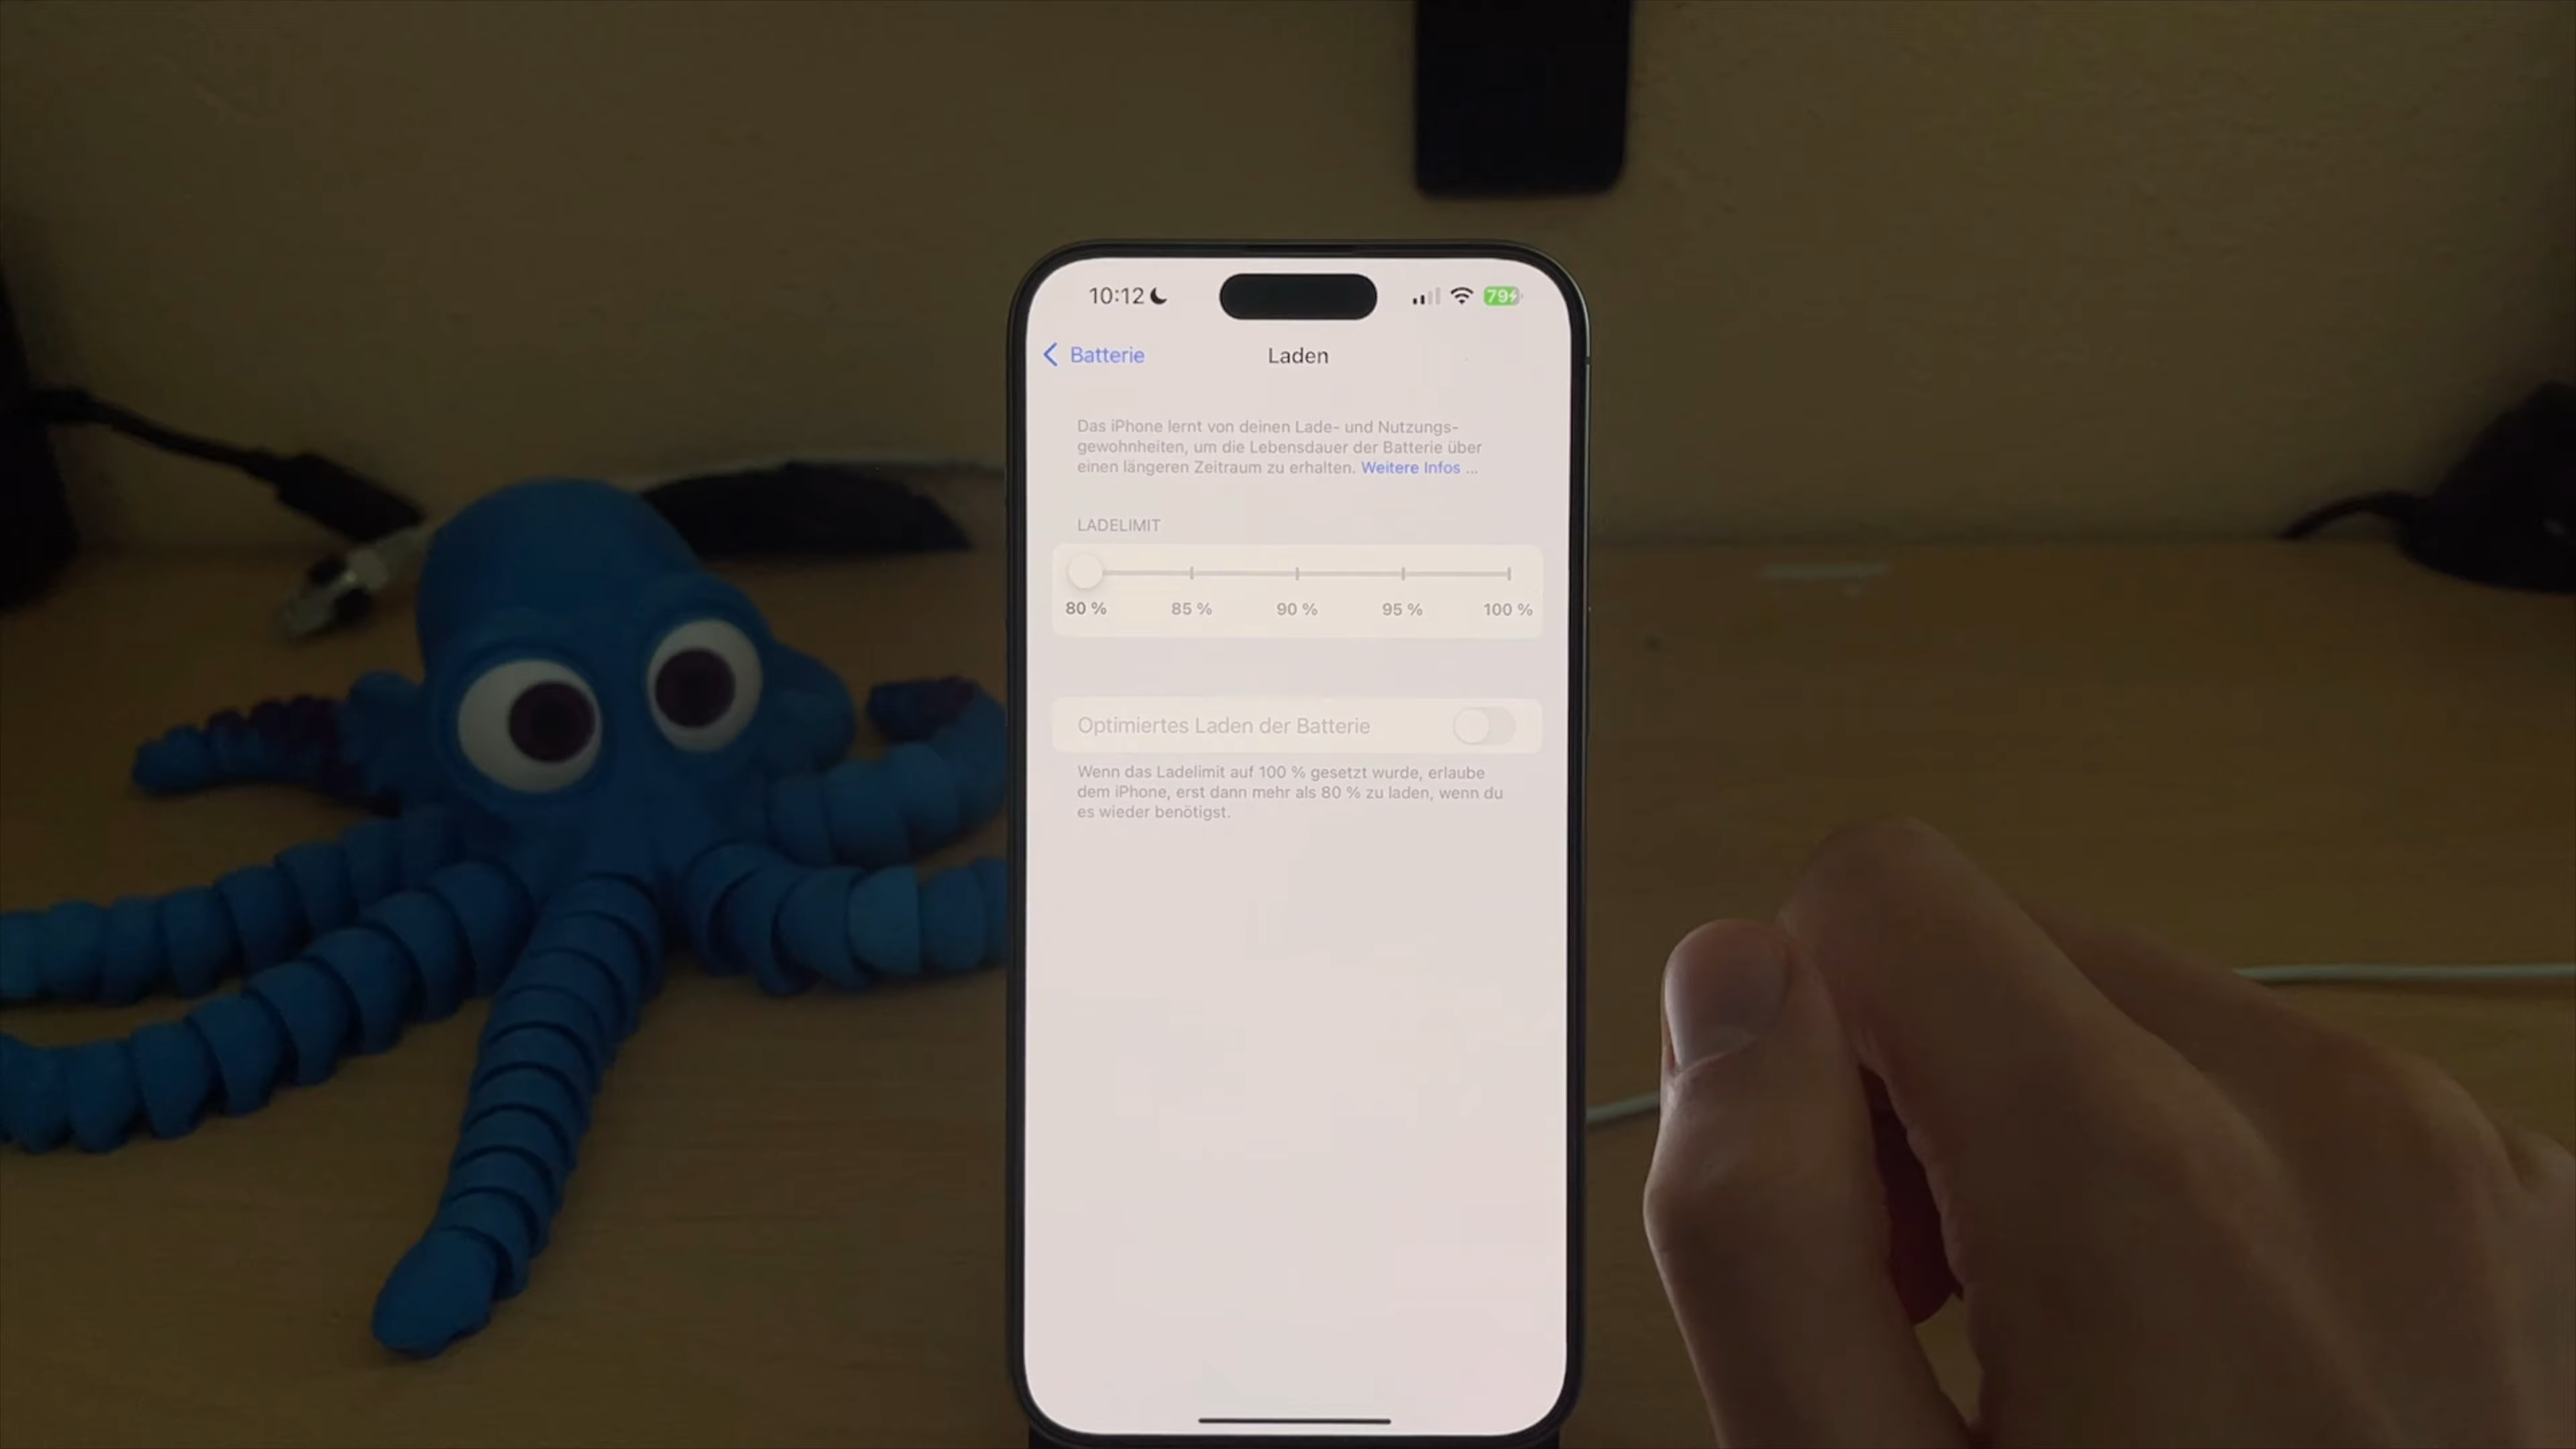 10:12
79
Batterie
Laden
Das iPhone lernt von deinen Lade- und Nutzungs-
gewohnheiten, um die Lebensdauer der Batterie über
einen längeren Zeitraum zu erhalten. Weitere Infos ...
LADELIMIT
80 % 85 % 90 % 95 % 100 %
Optimiertes Laden der Batterie
Wenn das Ladelimit auf 100 % gesetzt wurde, erlaube
dem iPhone, erst dann mehr als 80 % zu laden, wenn du
es wieder benötigst.